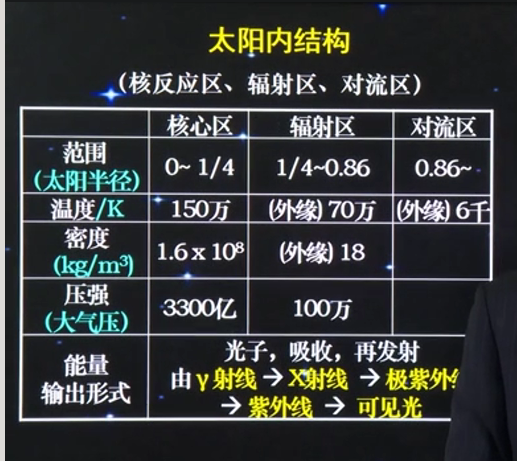 太阳内结构
(核反应区、辐射区、对流区)
核心区 辐射区 对流区
范围
(太阳半径) 0~ 1/4 1/4~0.86 0.86~
温度/K 150万 (外缘) 70万 (外缘) 6千
密度
(kg/m³) 1.6 x 10⁸ (外缘) 18
压强
(大气压) 3300亿 100万
能量
输出形式
光子，吸收，再发射
由 γ 射线 → X射线 → 极紫外
→ 紫外线 → 可见光